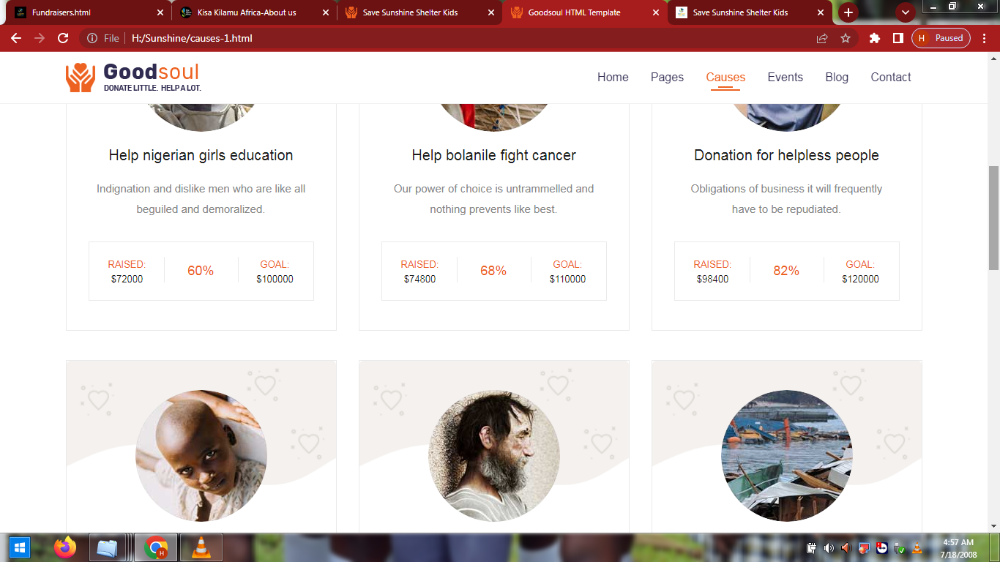 Fundraisers.html
Kisa Kilamu Africa-About us
Save Sunshine Shelter Kids
Goodsoul HTML Template
Save Sunshine Shelter Kids
File
H:/Sunshine/causes-1.html
H
Paused
Goodsoul
DONATE LITTLE. HELP A LOT.
Home
Pages
Causes
Events
Blog
Contact
Help nigerian girls education
Indignation and dislike men who are like all
beguiled and demoralized.
RAISED:
$72000
60%
GOAL:
$100000
Help bolanile fight cancer
Our power of choice is untrammelled and
nothing prevents like best.
RAISED:
$74800
68%
GOAL:
$110000
Donation for helpless people
Obligations of business it will frequently
have to be repudiated.
RAISED:
$98400
82%
GOAL:
$120000
H
4:57 AM
7/18/2008